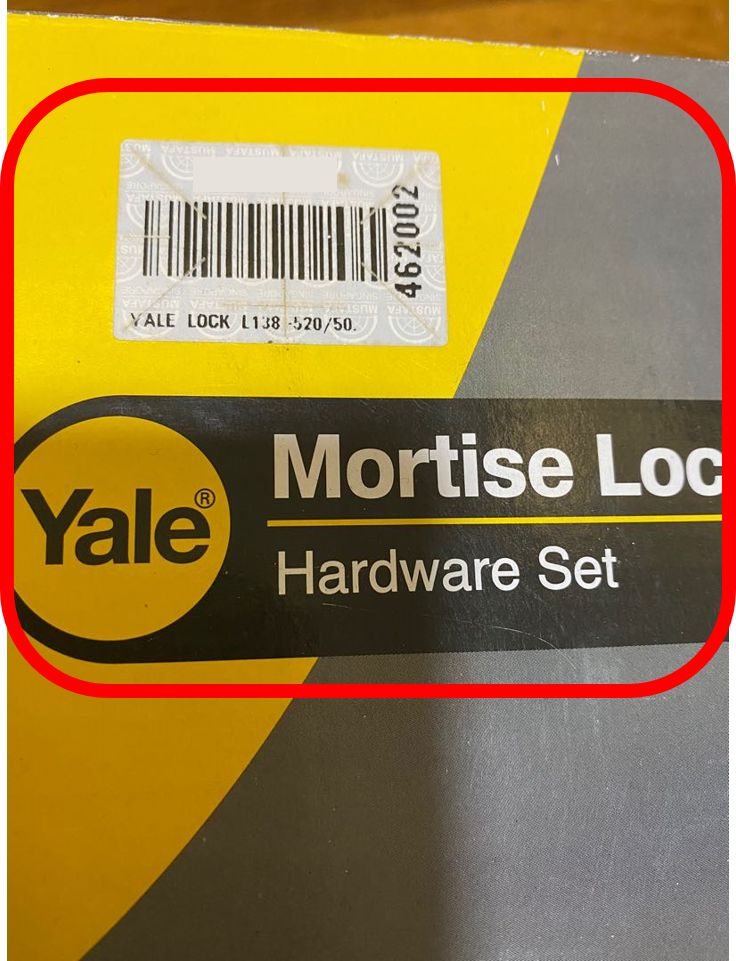 462002
YALE LOCK L138-520/50.
Yale®
Mortise Loc
Hardware Set